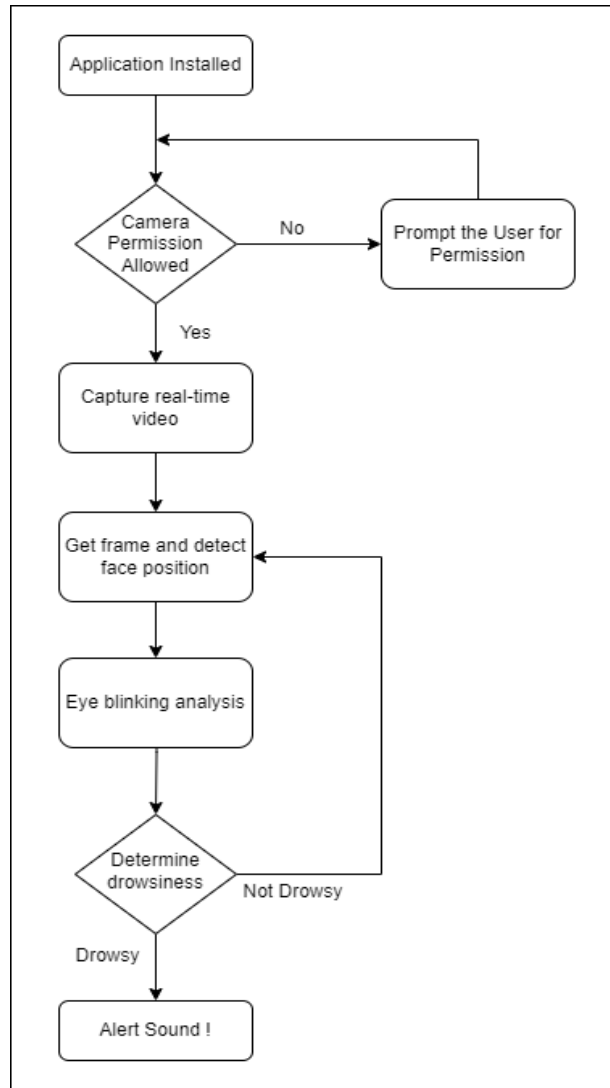 Application Installed
Camera
Permission
Allowed
No
Prompt the User for
Permission
Yes
Capture real-time
video
Get frame and detect
face position
Eye blinking analysis
Determine
drowsiness
Not Drowsy
Drowsy
Alert Sound !